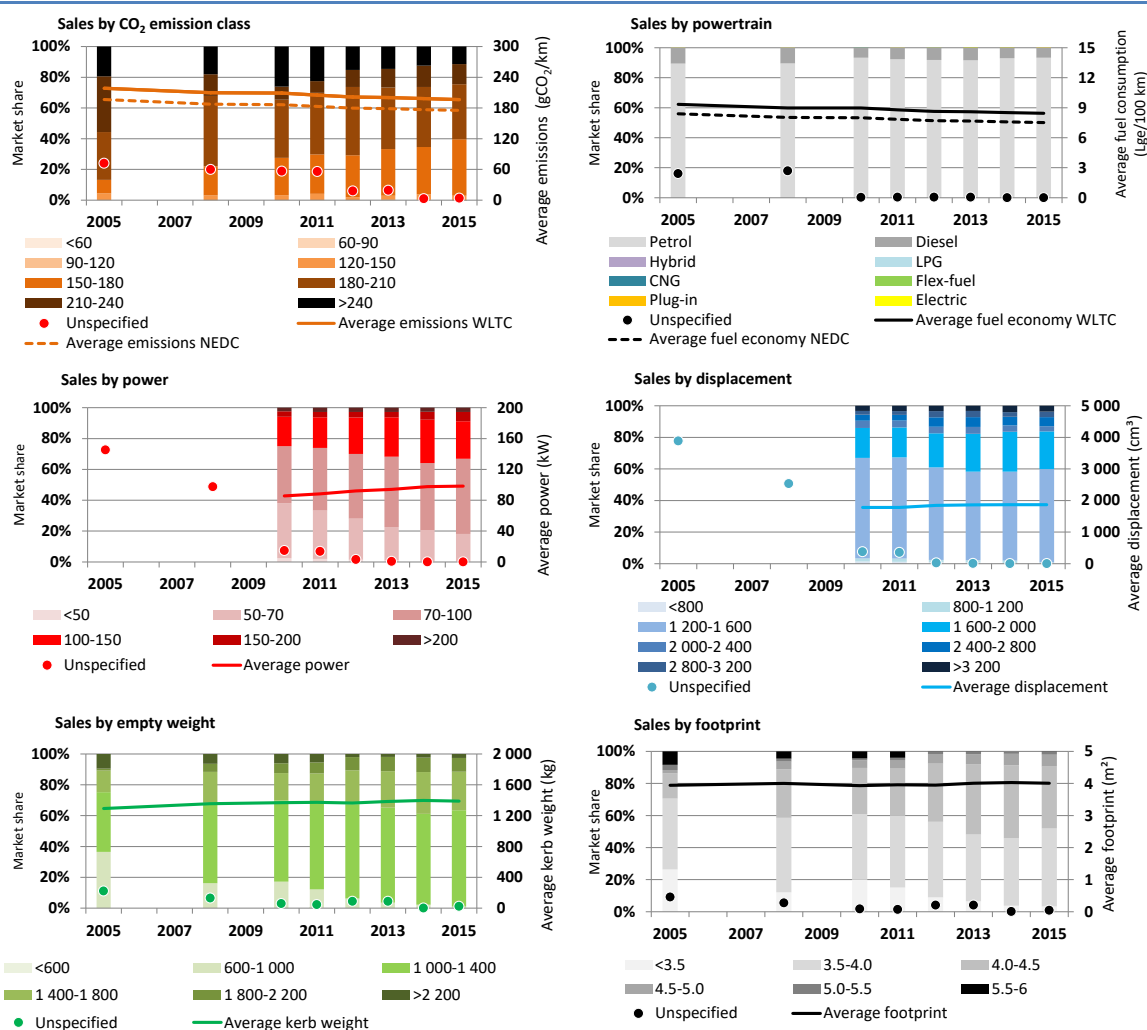 Sales by CO2 emission class
Market share
100%
80%
60%
40%
20%
0%
300
240
180
120
60
0
Average emissions (gCO2/km)
2005 2007 2009 2011 2013 2015
<60 60-90
90-120 120-150
150-180 180-210
210-240 >240
Unspecified Average emissions WLTC
Average emissions NEDC
Sales by powertrain
Market share
100%
80%
60%
40%
20%
0%
15
12
9
6
3
0
Average fuel consumption
(Lge/100 km)
2005 2007 2009 2011 2013 2015
Petrol Diesel
Hybrid LPG
CNG Flex-fuel
Plug-in Electric
Unspecified Average fuel economy WLTC
Average fuel economy NEDC
Sales by power
Market share
100%
80%
60%
40%
20%
0%
200
160
120
80
40
0
Average power (kW)
2005 2007 2009 2011 2013 2015
<50 50-70 70-100
100-150 150-200 >200
Unspecified Average power
Sales by displacement
Market share
100%
80%
60%
40%
20%
0%
5 000
4 000
3 000
2 000
1 000
0
Average displacement (cm³)
2005 2007 2009 2011 2013 2015
<800 800-1 200
1 200-1 600 1 600-2 000
2 000-2 400 2 400-2 800
2 800-3 200 >3 200
Unspecified Average displacement
Sales by empty weight
Market share
100%
80%
60%
40%
20%
0%
2 000
1 600
1 200
800
400
0
Average kerb weight (kg)
2005 2007 2009 2011 2013 2015
<600 600-1 000 1 000-1 400
1 400-1 800 1 800-2 200 >2 200
Unspecified Average kerb weight
Sales by footprint
Market share
100%
80%
60%
40%
20%
0%
5
4
3
2
1
0
Average footprint (m²)
2005 2007 2009 2011 2013 2015
<3.5 3.5-4.0 4.0-4.5
4.5-5.0 5.0-5.5 5.5-6
Unspecified Average footprint